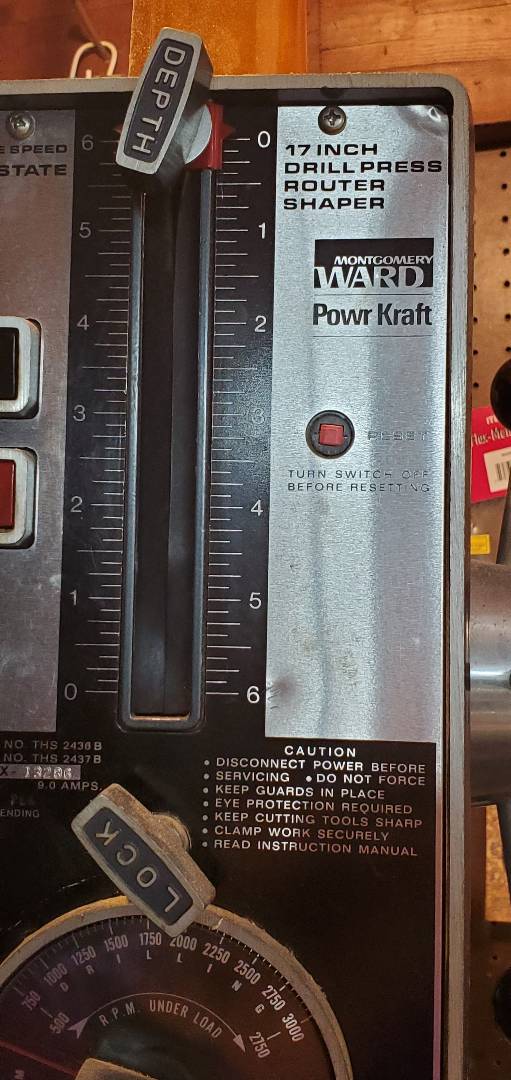 DEPTH
E SPEED
STATE
6
5
4
3
2
1
0
0
1
2
3
4
5
6
17 INCH
DRILL PRESS
ROUTER
SHAPER
MONTGOMERY
WARD
Powr Kraft
RESET
TURN SWITCH OFF
BEFORE RESETTING
NO. THS 2436 B
NO. THS 2437 B
9.0 AMPS.
ENDING
CAUTION
• DISCONNECT POWER BEFORE
• SERVICING • DO NOT FORCE
• KEEP GUARDS IN PLACE
• EYE PROTECTION REQUIRED
• KEEP CUTTING TOOLS SHARP
• CLAMP WORK SECURELY
• READ INSTRUCTION MANUAL
LOCK
500 750 1000 1250 1500 1750 2000 2250 2500 2750 3000
DRILLING
R.P.M. UNDER LOAD
2750